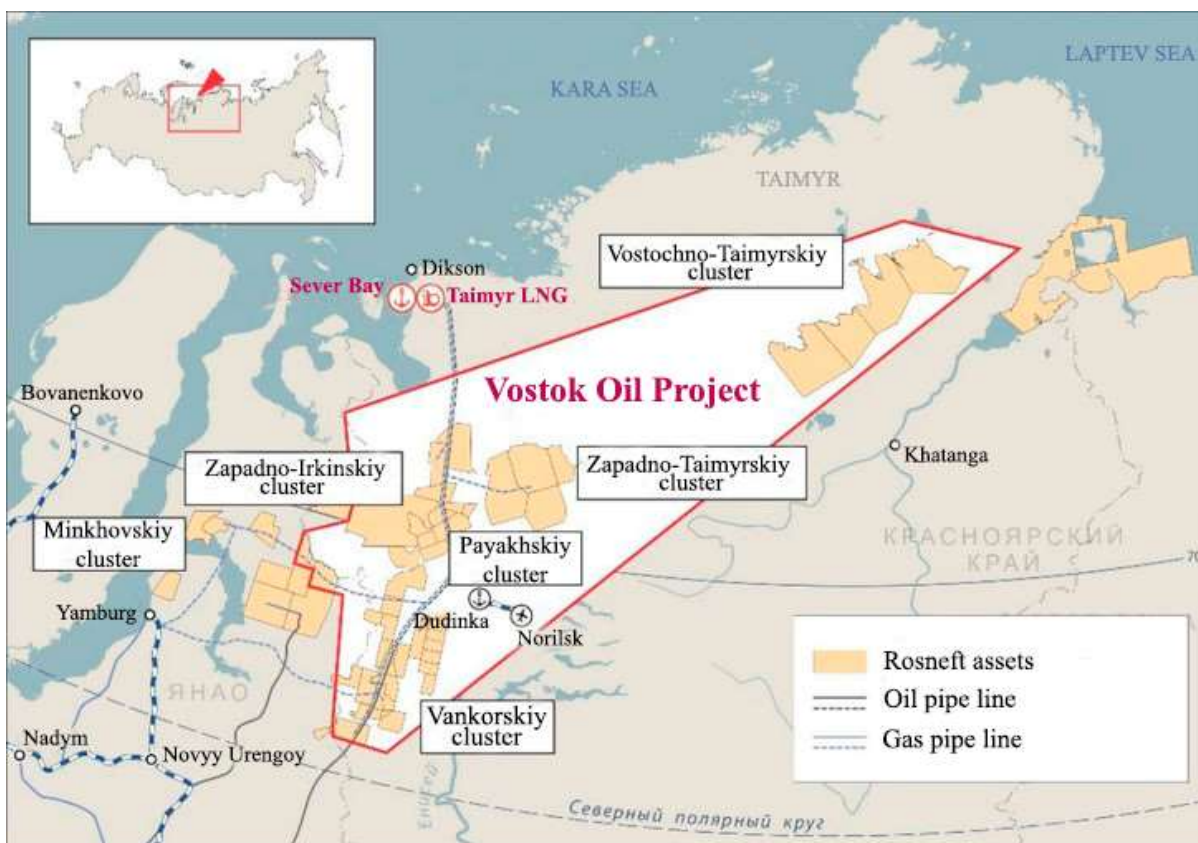 LAPTEV SEA
KARA SEA
TAIMYR
Vostochno-Taimyrskiy
cluster
Dikson
Sever Bay
Taimyr LNG
Vostok Oil Project
Bovanenkovo
Zapadno-Irkinskiy
cluster
Zapadno-Taimyrskiy
cluster
Khatanga
Minkhovskiy
cluster
Payakhskiy
cluster
КРАСНОЯРСКИЙ
КРАЙ
70
Yamburg
Dudinka
Norilsk
ЯНАО
Rosneft assets
Oil pipe line
Gas pipe line
Vankorskiy
cluster
Nadym
Novyy Urengoy
Енисей
Северный полярный круг